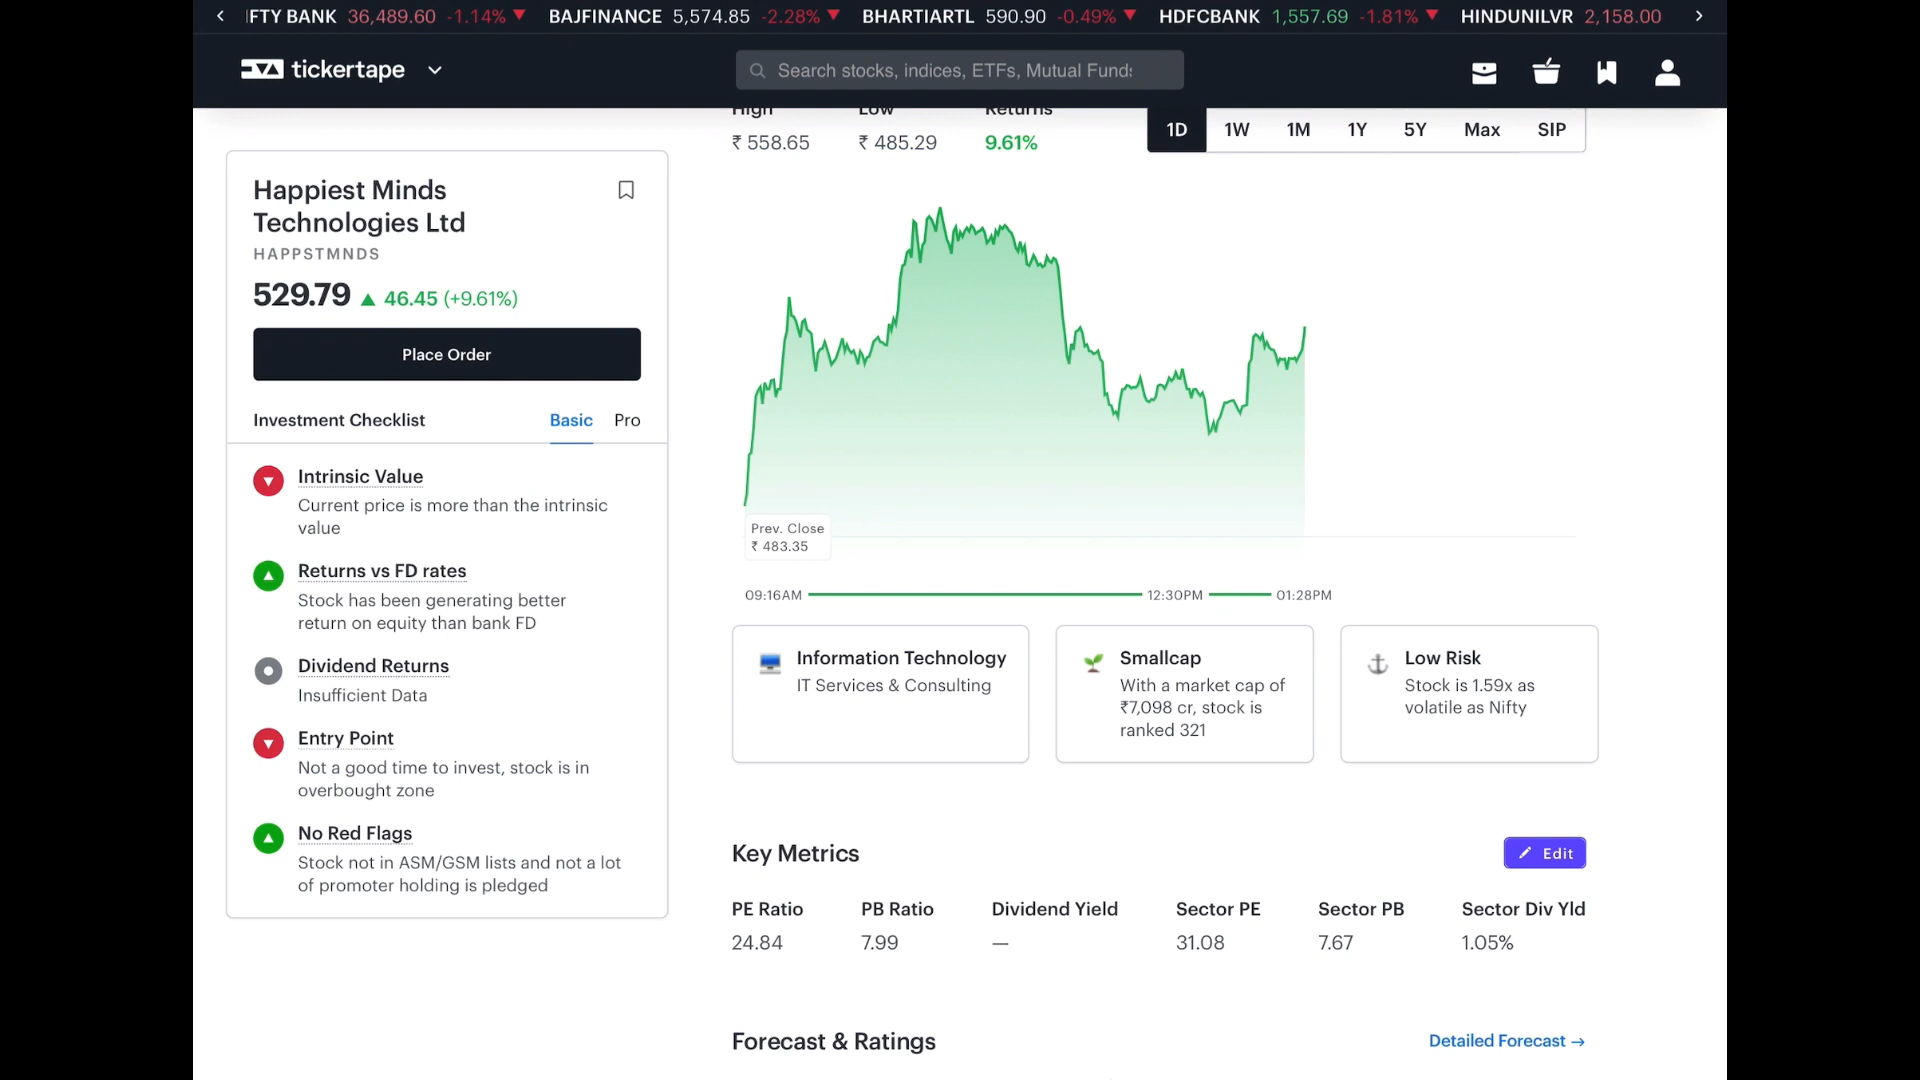 FTY BANK 36,489.60 -1.14% BAJFINANCE 5,574.85 -2.28% BHARTIARTL 590.90 -0.49% HDFCBANK 1,557.69 -1.81% HINDUNILVR 2,158.00
tickertape
Search stocks, indices, ETFs, Mutual Funds
High Low Returns
₹ 558.65 ₹ 485.29 9.61%
1D 1W 1M 1Y 5Y Max SIP
Happiest Minds
Technologies Ltd
HAPPSTMNDS
529.79 46.45 (+9.61%)
Place Order
Investment Checklist Basic Pro
Intrinsic Value
Current price is more than the intrinsic
value
Returns vs FD rates
Stock has been generating better
return on equity than bank FD
Dividend Returns
Insufficient Data
Entry Point
Not a good time to invest, stock is in
overbought zone
No Red Flags
Stock not in ASM/GSM lists and not a lot
of promoter holding is pledged
Prev. Close
₹ 483.35
09:16AM 12:30PM 01:28PM
Information Technology
IT Services & Consulting
Smallcap
With a market cap of
₹7,098 cr, stock is
ranked 321
Low Risk
Stock is 1.59x as
volatile as Nifty
Key Metrics
Edit
PE Ratio PB Ratio Dividend Yield Sector PE Sector PB Sector Div Yld
24.84 7.99 — 31.08 7.67 1.05%
Forecast & Ratings
Detailed Forecast →